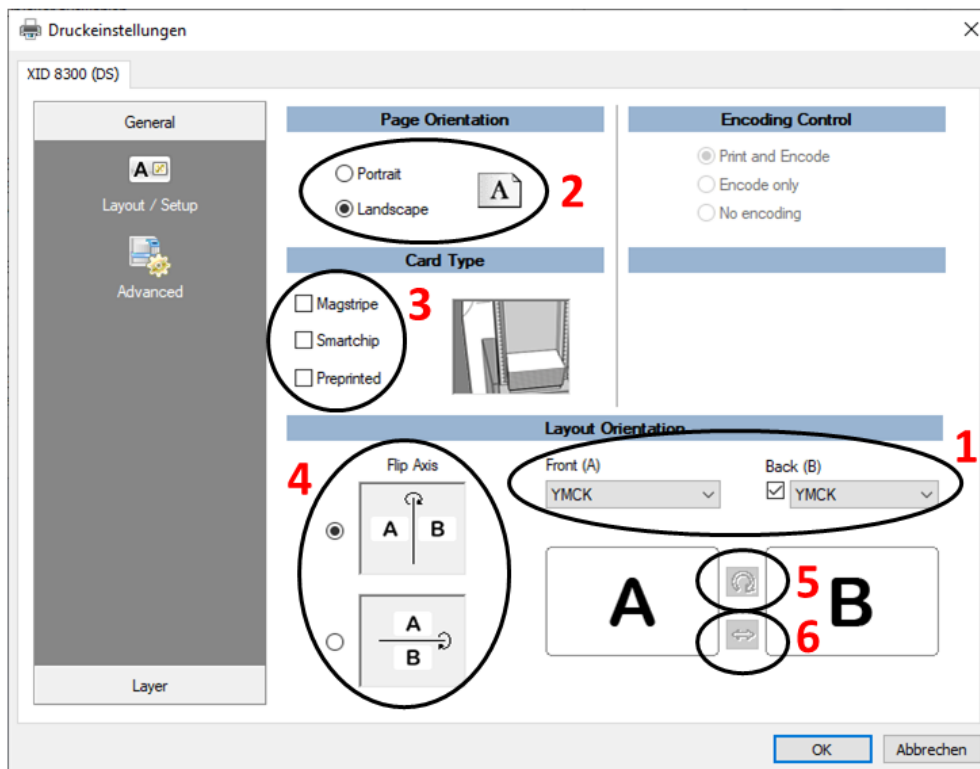 Druckeinstellungen
XID 8300 (DS)
General
Layout / Setup
Advanced
Layer
Page Orientation
Portrait
Landscape
A
2
Encoding Control
Print and Encode
Encode only
No encoding
Card Type
Magstripe
Smartchip
Preprinted
3
Layout Orientation
1
4
Flip Axis
A B
A
B
Front (A)
YMCK
Back (B)
YMCK
A
5
6
B
OK
Abbrechen